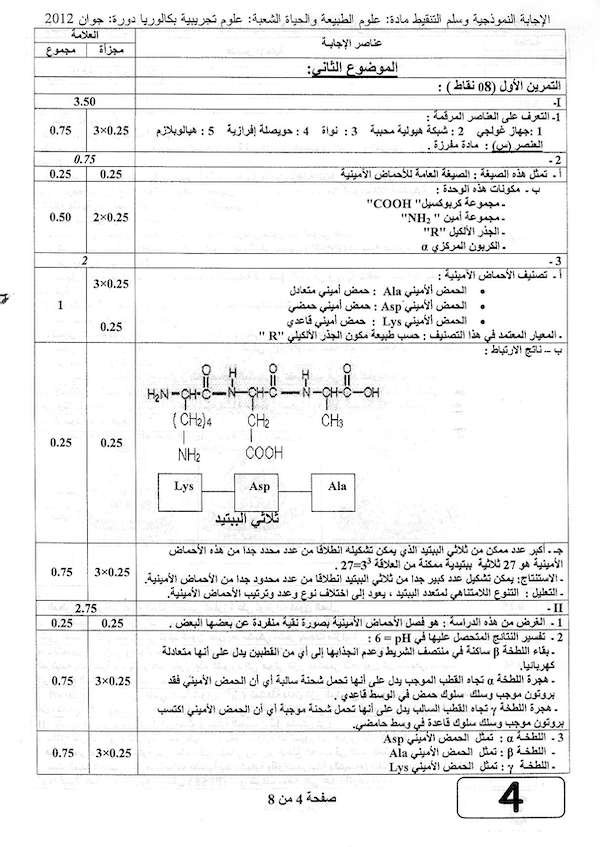 الإجابة النموذجية وسلم التنقيط مادة: علوم الطبيعة والحياة الشعبة: علوم تجريبية بكالوريا دورة: جوان 2012
عناصر الإجابة
العلامة
مجزأة
مجموع
الموضوع الثاني:
التمرين الأول (08 نقاط) :
I-
3.50
1- التعرف على العناصر المرقمة :
1 :جهاز غولجي 2 : شبكة هيولية محببة 3 : نواة 4 : حويصلة إفرازية 5 : هيالوبلازم
العنصر (س) : مادة مفرزة .
3×0.25
0.75
2 -
0.75
أ - تمثل هذه الصيغة : الصيغة العامة للأحماض الأمينية
0.25
0.25
ب - مكونات هذه الوحدة :
- مجموعة كربوكسيل "COOH"
- مجموعة أمين " NH2"
- الجذر الألكيل "R"
- الكربون المركزي α
2×0.25
0.50
3 -
2
أ - تصنيف الأحماض الأمينية :
• الحمض ألأميني Ala : حمض أميني متعادل
• الحمض الأميني Asp : حمض أميني حمضي
• الحمض الأميني Lys : حمض أميني قاعدي
- المعيار المعتمد في هذا التصنيف : حسب طبيعة مكون الجذر الألكيلي "R "
3×0.25
0.25
1
ب – ناتج الارتباط :
O H O H O
H2N CH C N CH C N CH C OH
(CH2)4 CH2 CH3
NH2 COOH
Lys Asp Ala
ثلاثي الببتيد
0.25
0.25
جـ - أكبر عدد ممكن من ثلاثي الببتيد الذي يمكن تشكيله انطلاقا من عدد محدد جدا من هذه الأحماض
الأمينية هو 27 ثلاثية ببتيدية ممكنة من العلاقة 3³=27
- الاستنتاج: يمكن تشكيل عدد كبير جدا من ثلاثي الببتيد انطلاقا من عدد محدود جدا من الأحماض الأمينية.
- التعليل : التنوع اللامتناهي لمتعدد الببتيد ، يعود إلى اختلاف نوع وعدد وترتيب الأحماض الأمينية.
3×0.25
0.75
II -
2.75
1 - الغرض من هذه الدراسة : هو فصل الأحماض الأمينية بصورة نقية منفردة عن بعضها البعض .
0.25
0.25
2 - تفسير النتائج المتحصل عليها في pH = 6 :
- بقاء اللطخة β ساكنة في منتصف الشريط وعدم انجذابها إلى أي من القطبين يدل على أنها متعادلة
كهربانيا.
- هجرة اللطخة α تجاه القطب الموجب يدل على أنها تحمل شحنة سالبة أي أن الحمض الأميني فقد
بروتون موجب وسلك سلوك حمض في الوسط قاعدي .
- هجرة اللطخة γ تجاه القطب السالب يدل على أنها تحمل شحنة موجبة أي أن الحمض الأميني اكتسب
بروتون موجب وسلك سلوك قاعدة في وسط حامضي.
3×0.25
0.75
3 - اللطخة α : تمثل الحمض الأميني Asp
- اللطخة β : تمثل الحمض الأميني Ala
- اللطخة γ : تمثل الحمض الأميني Lys
3×0.25
0.75
صفحة 4 من 8
4